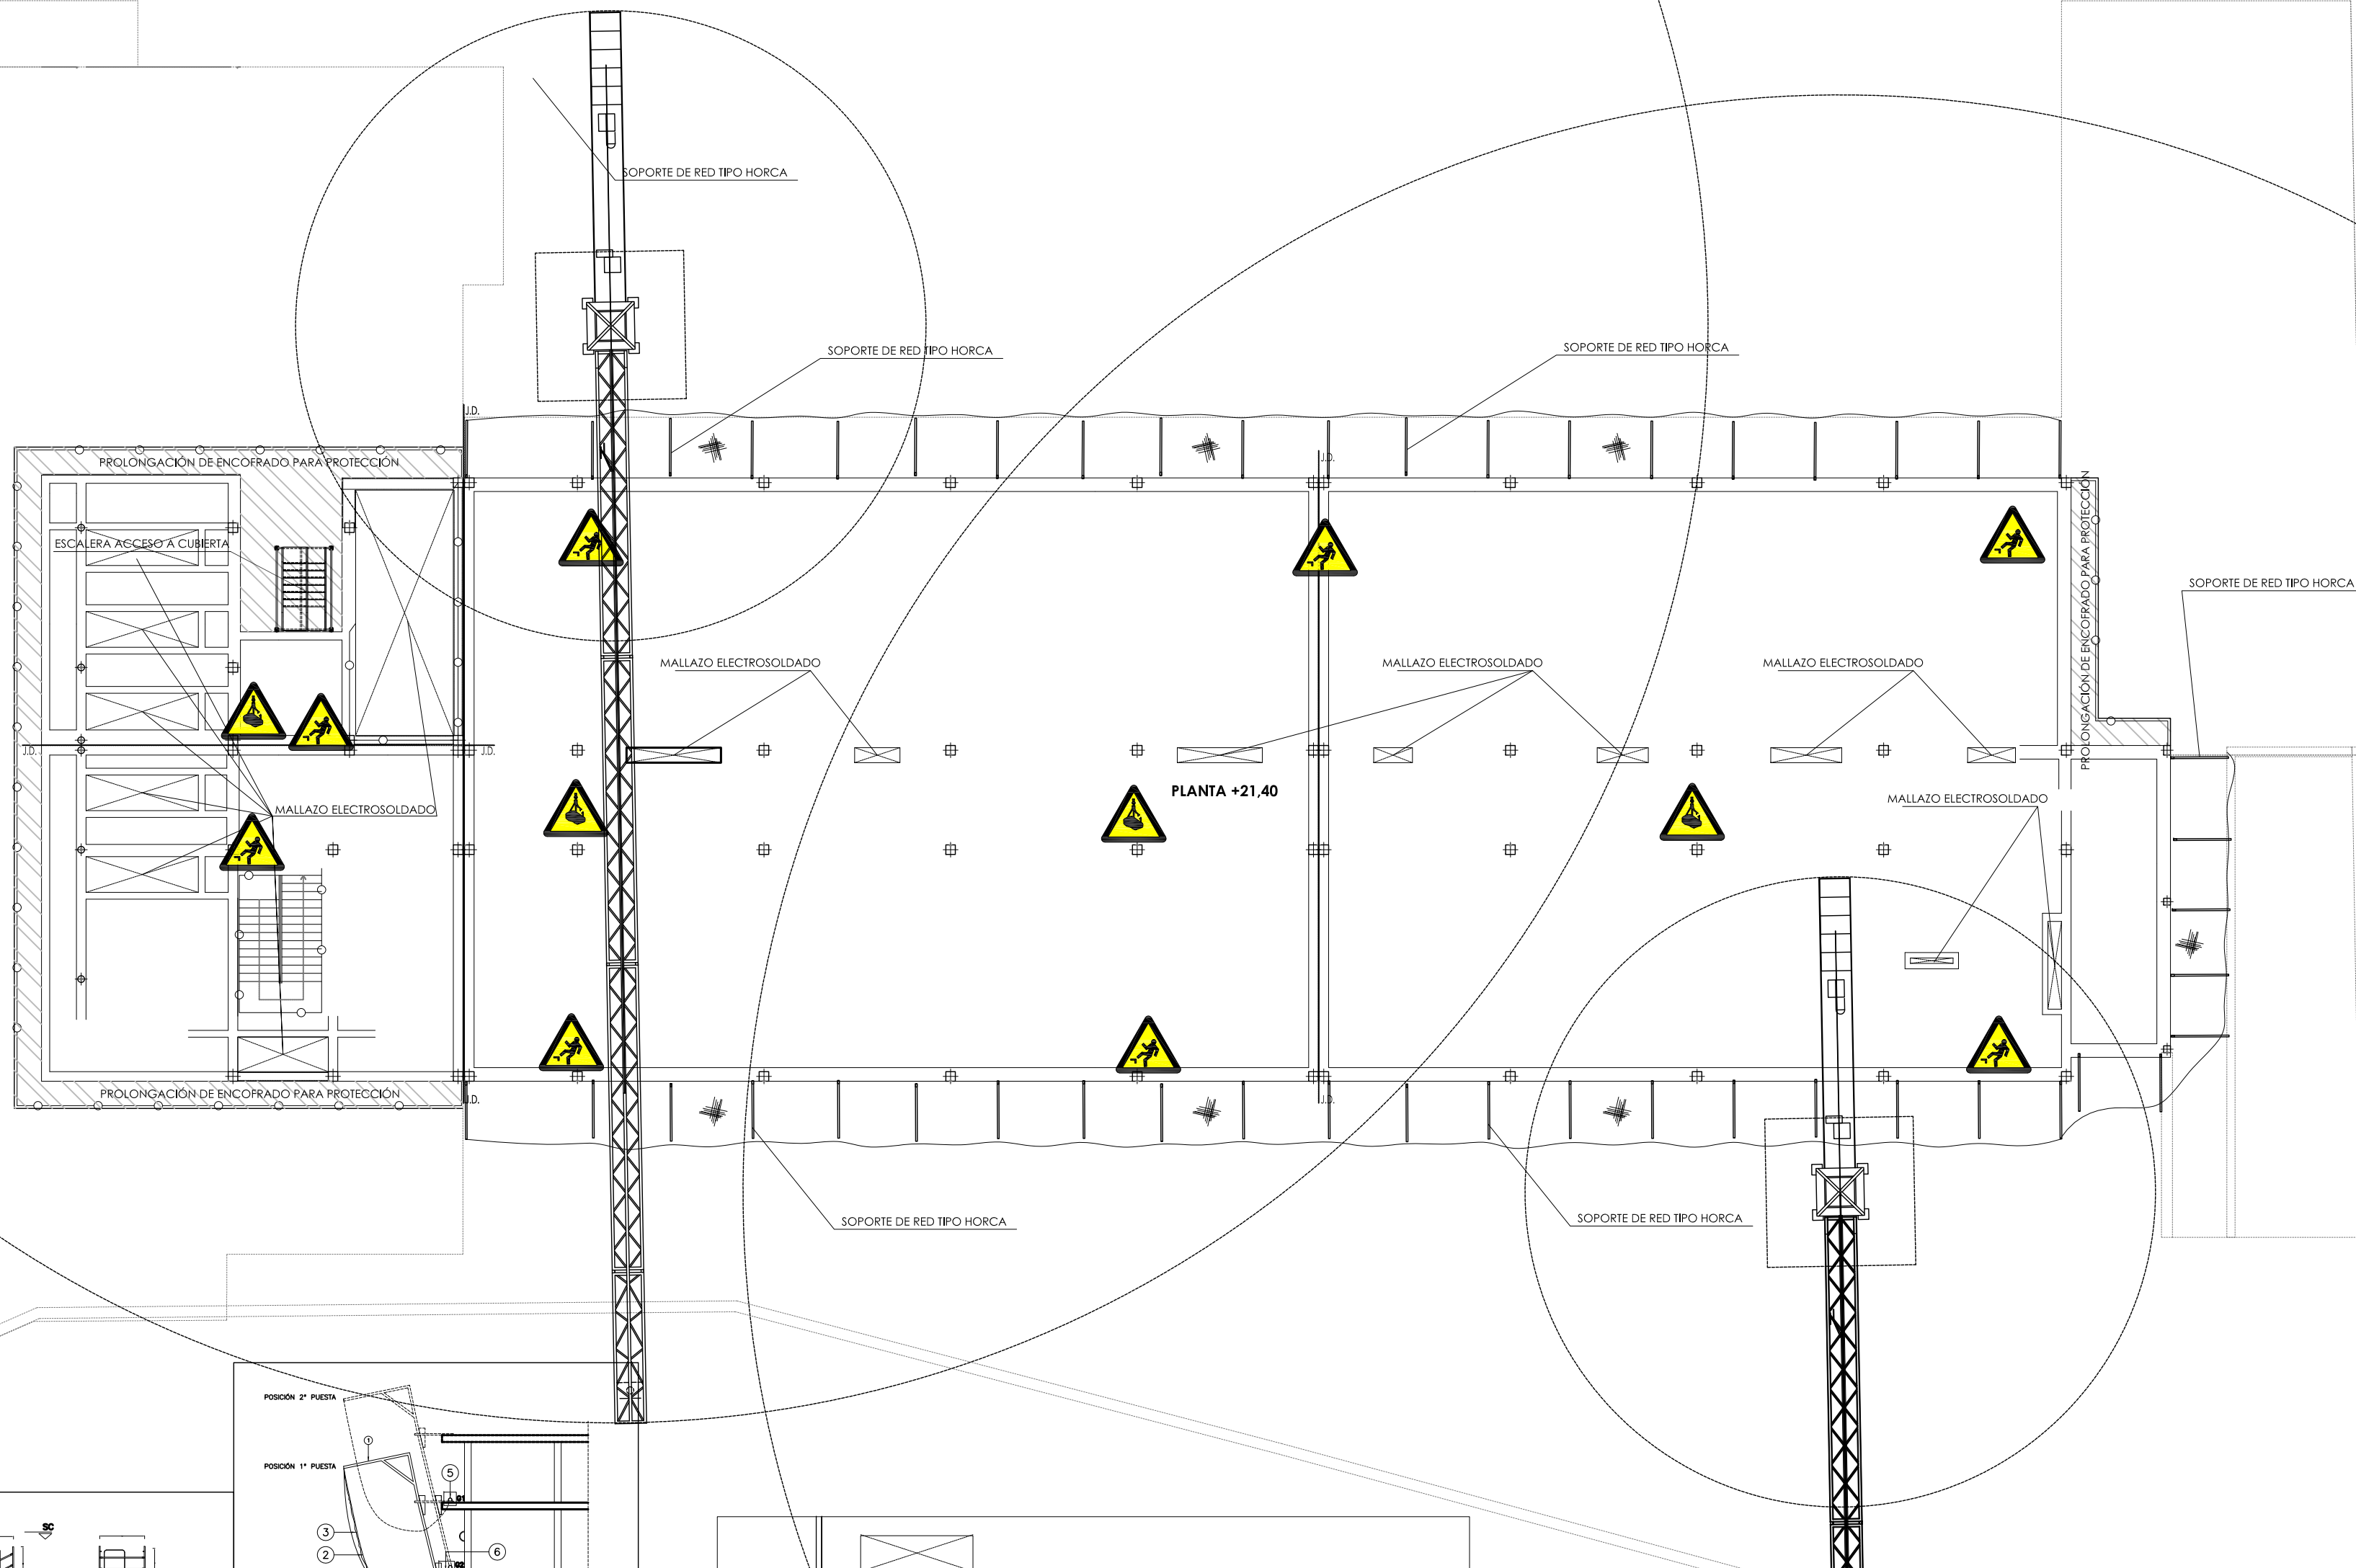 SOPORTE DE RED TIPO HORCA
SOPORTE DE RED TIPO HORCA
SOPORTE DE RED TIPO HORCA
J.D.
J.D.
PROLONGACIÓN DE ENCOFRADO PARA PROTECCIÓN
PROLONGACIÓN DE ENCOFRADO PARA PROTECCIÓN
ESCALERA ACCESO A CUBIERTA
SOPORTE DE RED TIPO HORCA
MALLAZO ELECTROSOLDADO
MALLAZO ELECTROSOLDADO
MALLAZO ELECTROSOLDADO
J.D.
J.D.
PLANTA +21,40
MALLAZO ELECTROSOLDADO
MALLAZO ELECTROSOLDADO
PROLONGACIÓN DE ENCOFRADO PARA PROTECCIÓN
J.D.
J.D.
SOPORTE DE RED TIPO HORCA
SOPORTE DE RED TIPO HORCA
POSICIÓN 2ª PUESTA
1
POSICIÓN 1ª PUESTA
5
G1
SC
3
2
6
G2